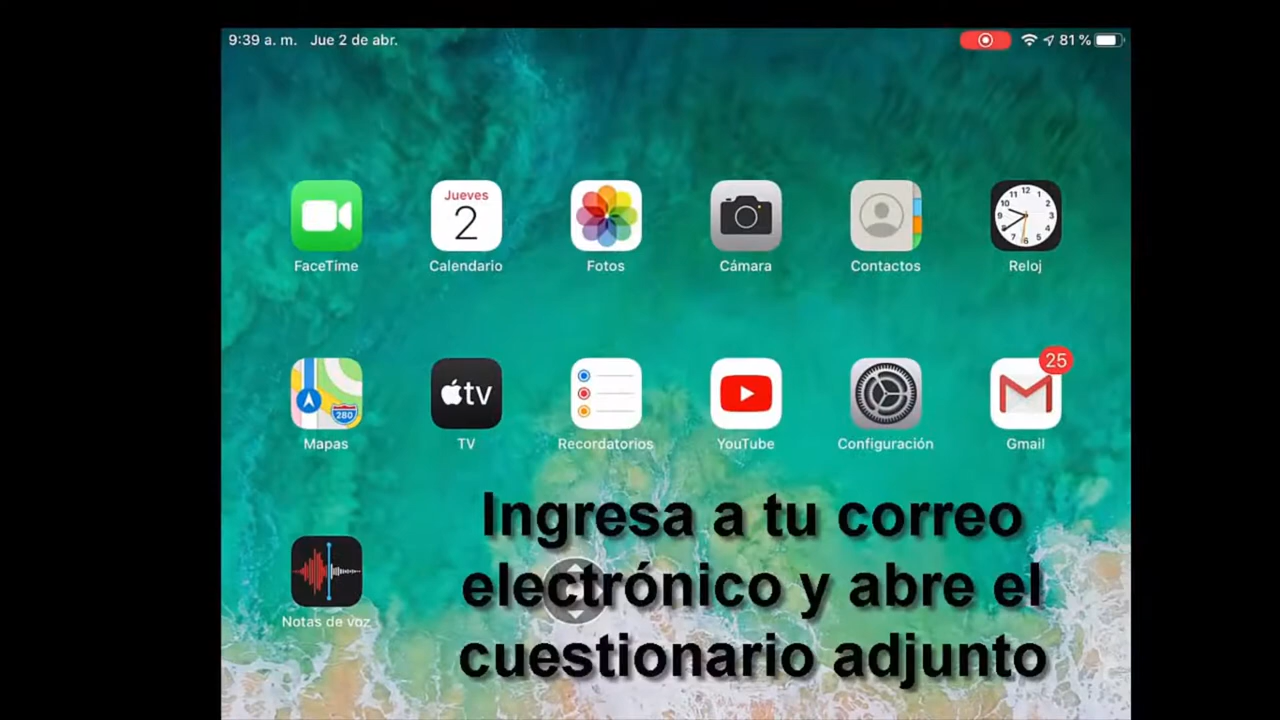 9:39 a. m. Jue 2 de abr.
81 %
Jueves
2
FaceTime
Calendario
Fotos
Cámara
Contactos
Reloj
280
tv
25
Mapas
TV
Recordatorios
YouTube
Configuración
Gmail
Ingresa a tu correo
electrónico y abre el
cuestionario adjunto
Notas de voz